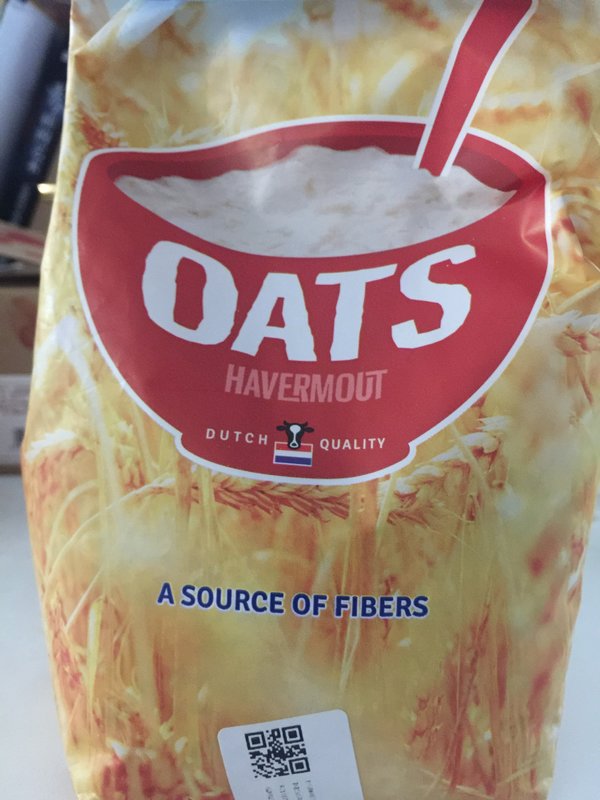 OATS
HAVERMOUT
DUTCH QUALITY
A SOURCE OF FIBERS